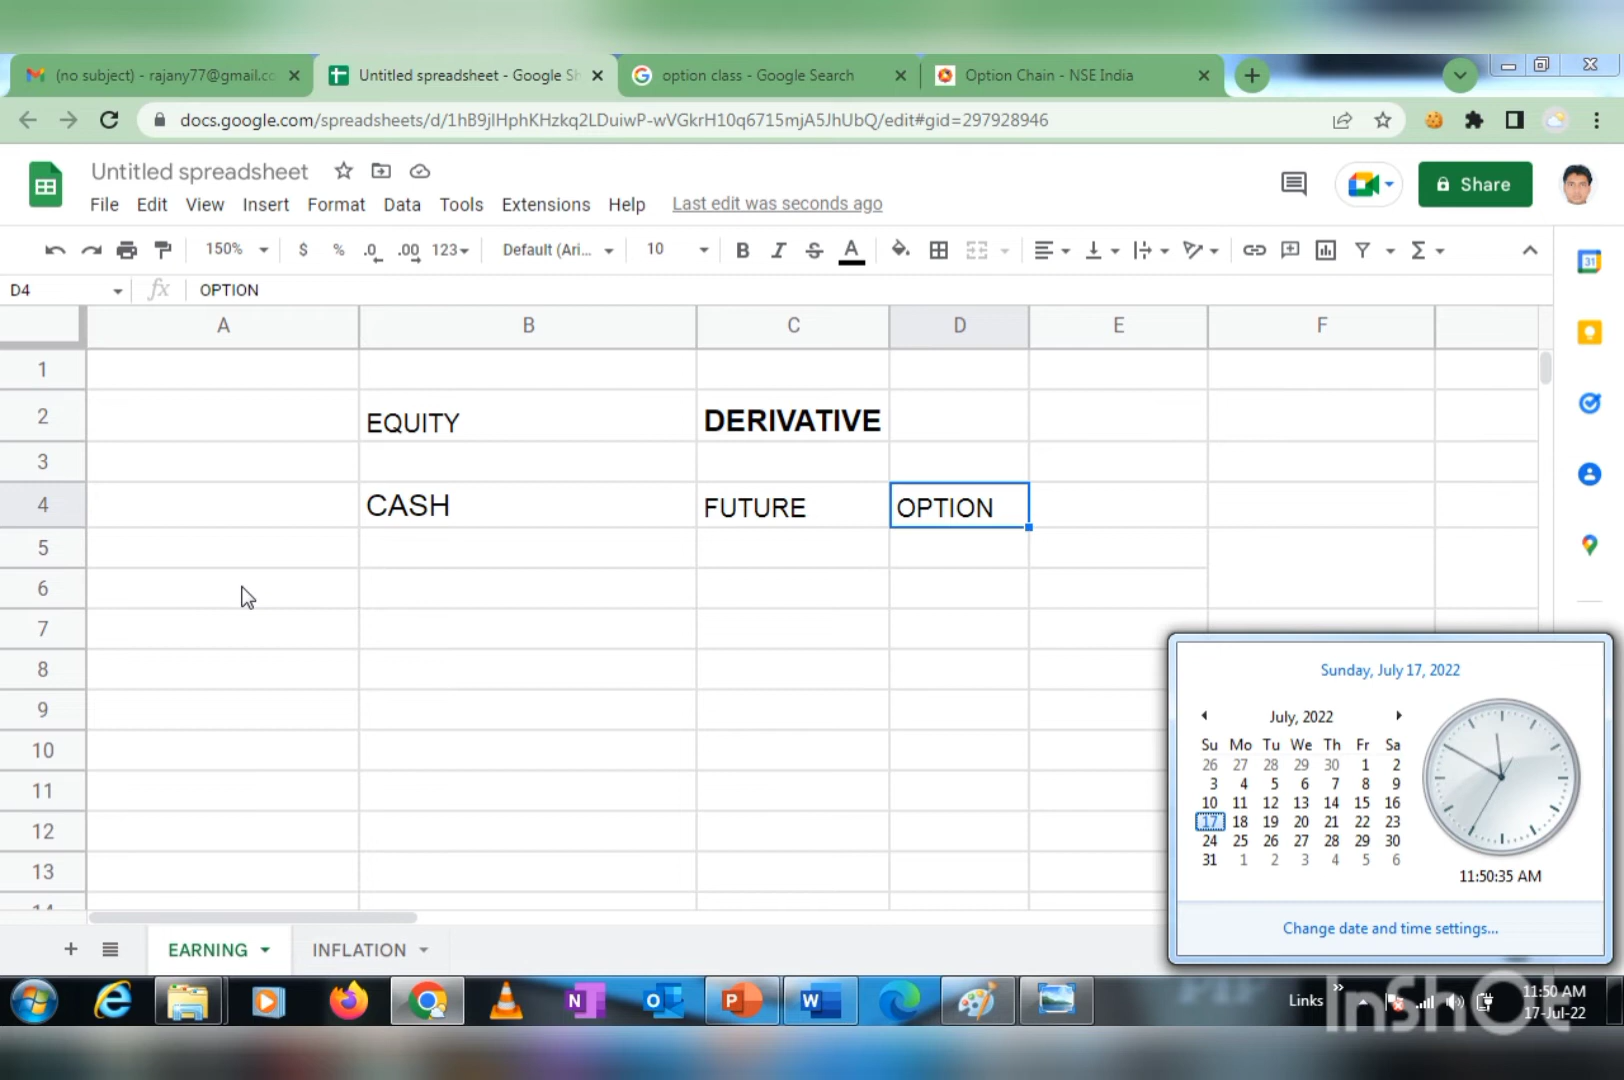 (no subject) - rajany77@gmail.co
Untitled spreadsheet - Google Sh
option class - Google Search
Option Chain - NSE India
docs.google.com/spreadsheets/d/1hB9jlHphKHzkq2LDuiwP-wVGkrH10q6715mjA5JhUbQ/edit#gid=297928946
Untitled spreadsheet
File Edit View Insert Format Data Tools Extensions Help Last edit was seconds ago
Share
150% $ % .0 .00 123 Default (Ari... 10 B I S A Σ
D4 fx OPTION
A B C D E F
1
2 EQUITY DERIVATIVE
3
4 CASH FUTURE OPTION
5
6
7
8
9
10
11
12
13
14
Sunday, July 17, 2022
July, 2022
Su Mo Tu We Th Fr Sa
26 27 28 29 30 1 2
3 4 5 6 7 8 9
10 11 12 13 14 15 16
17 18 19 20 21 22 23
24 25 26 27 28 29 30
31 1 2 3 4 5 6
11:50:35 AM
Change date and time settings...
+ EARNING INFLATION
Links
11:50 AM
17-Jul-22
InShOt